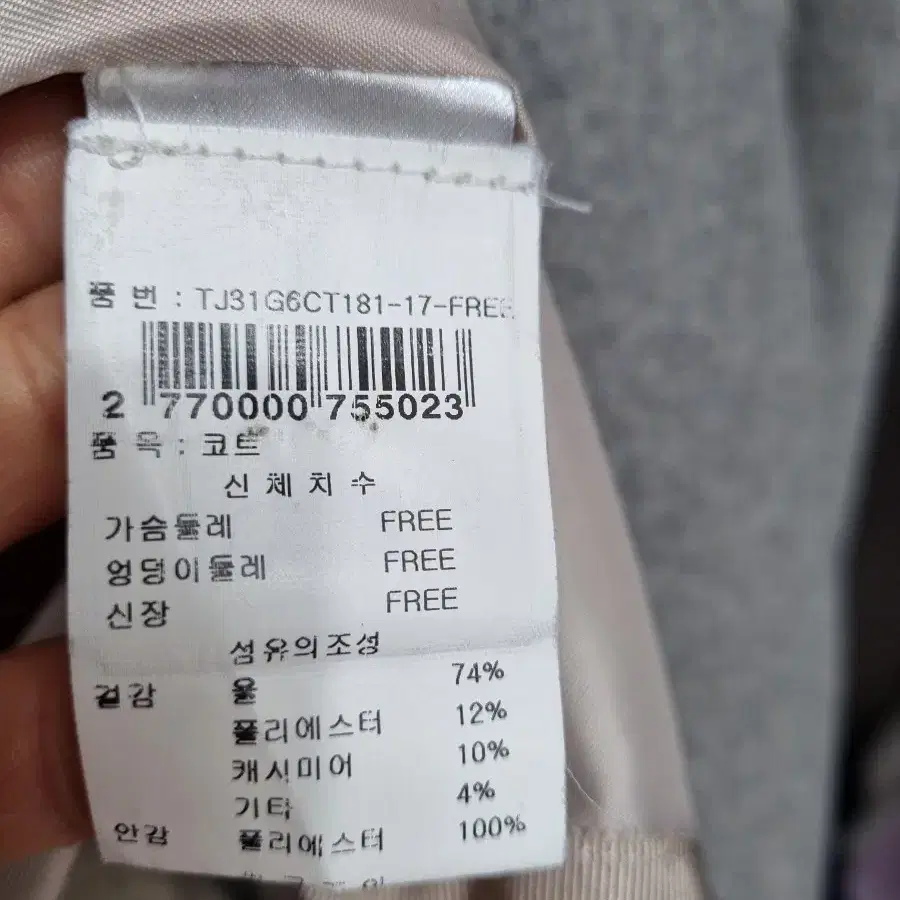 품 번 : TJ31G6CT181-17-FREE
2 770000 755023
품 목 : 코트
신 체 치 수
가슴둘레 FREE
엉덩이둘레 FREE
신장 FREE
섬유의조성
겉감 울 74%
폴리에스터 12%
캐시미어 10%
기타 4%
안감 폴리에스터 100%